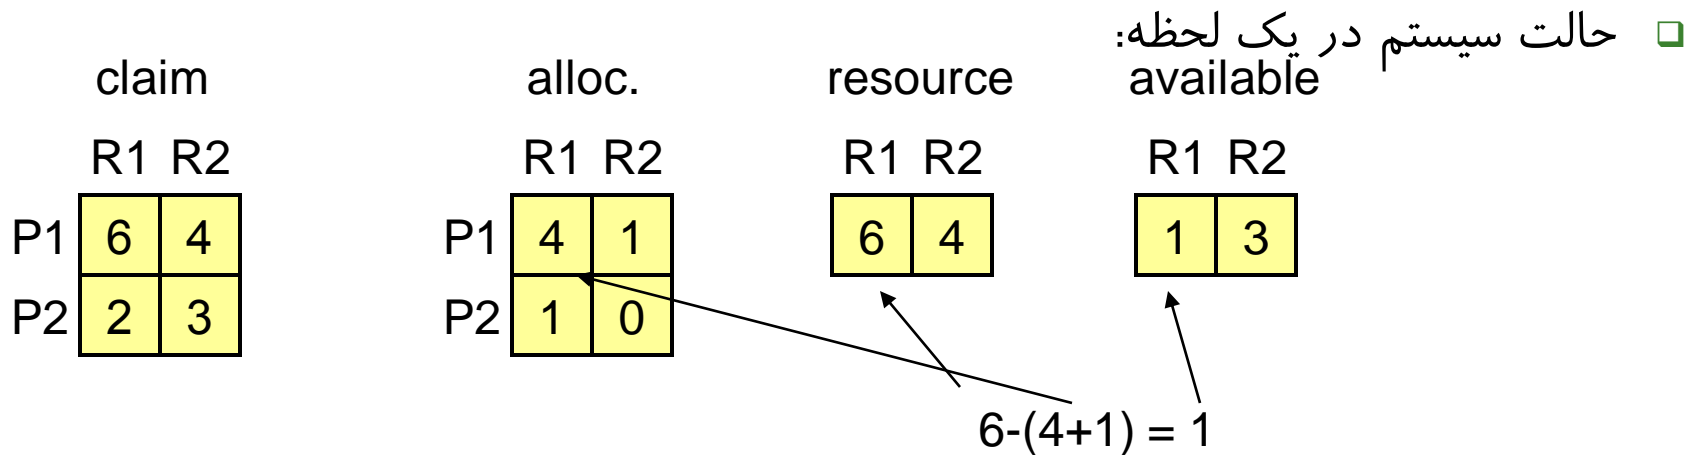 حالت سیستم در یک لحظه:
claim alloc. resource available
R1 R2 R1 R2 R1 R2 R1 R2
P1 6 4 P1 4 1 6 4 1 3
P2 2 3 P2 1 0
6-(4+1) = 1